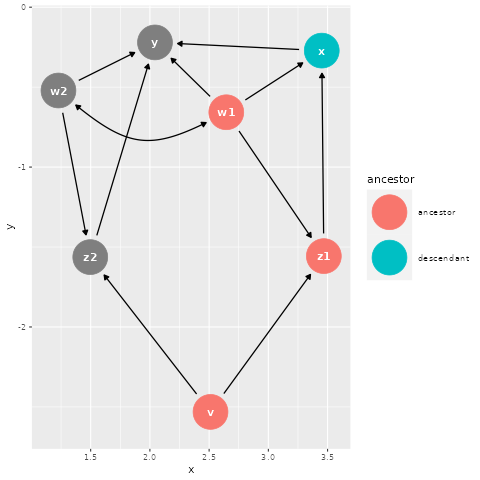 0
-1
-2
y
y
x
w2
w1
z2
z1
v
1.5 2.0 2.5 3.0 3.5
x
ancestor
ancestor
descendant